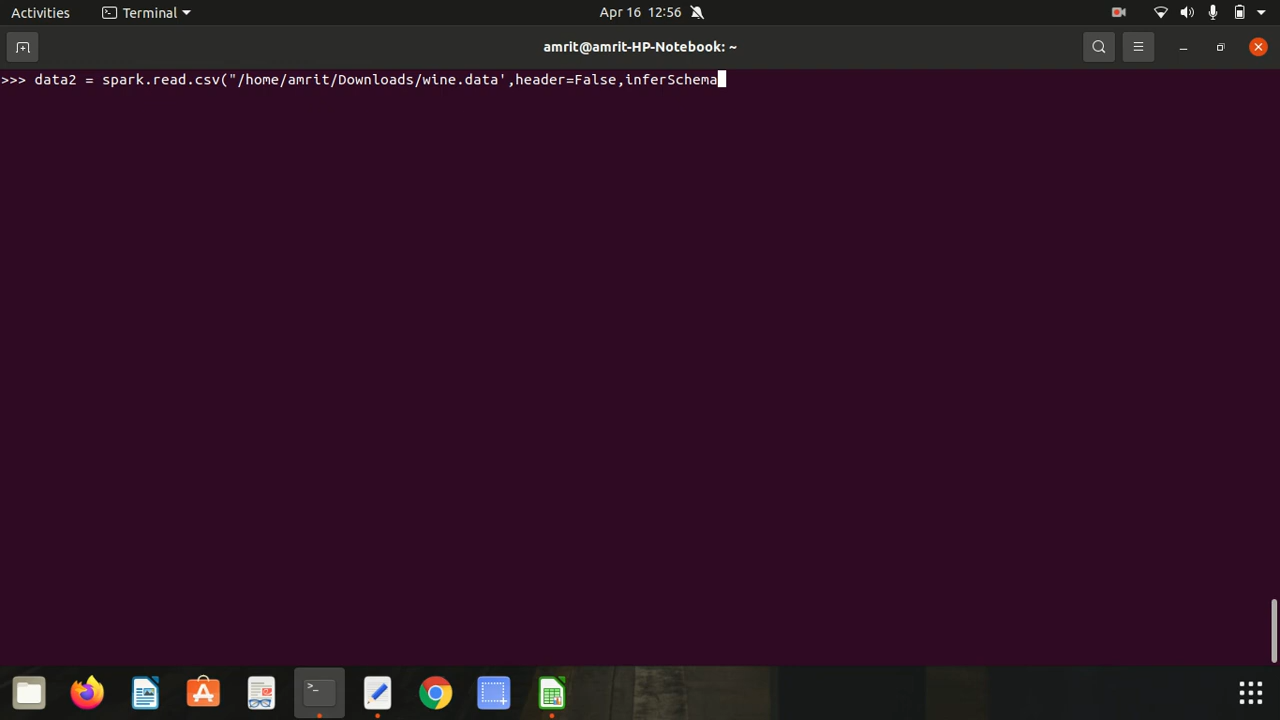 Activities
Terminal
Apr 16 12:56
amrit@amrit-HP-Notebook: ~
>>> data2 = spark.read.csv("/home/amrit/Downloads/wine.data',header=False,inferSchema